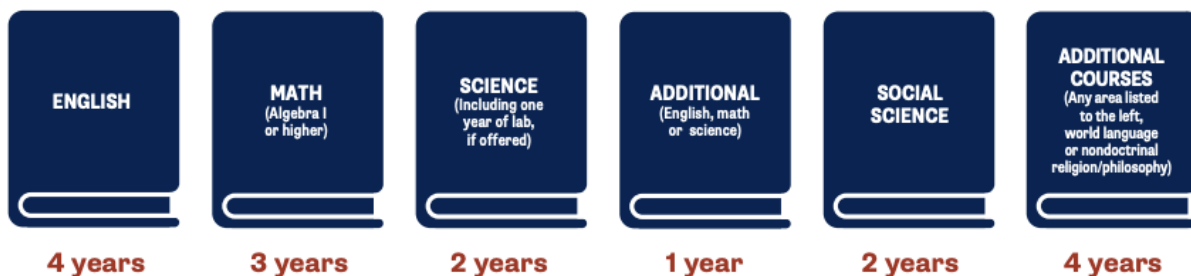 ENGLISH
MATH
(Algebra I
or higher)
SCIENCE
(Including one
year of lab,
if offered)
ADDITIONAL
(English, math
or science)
SOCIAL
SCIENCE
ADDITIONAL
COURSES
(Any area listed
to the left,
world language
or nondoctrinal
religion/philosophy)
4 years
3 years
2 years
1 year
2 years
4 years